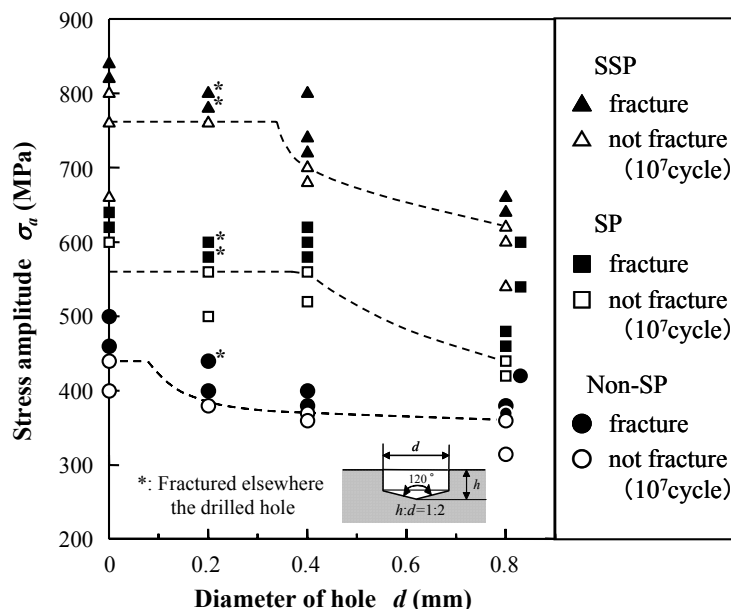 900
800
700
600
500
400
300
200
0
0.2
0.4
0.6
0.8
Stress amplitude σa (MPa)
Diameter of hole d (mm)
*
*
*
*
*
*: Fractured elsewhere
the drilled hole
d
120°
h
h:d=1:2
SSP
▲ fracture
△ not fracture
(10⁷cycle)
SP
■ fracture
□ not fracture
(10⁷cycle)
Non-SP
● fracture
○ not fracture
(10⁷cycle)